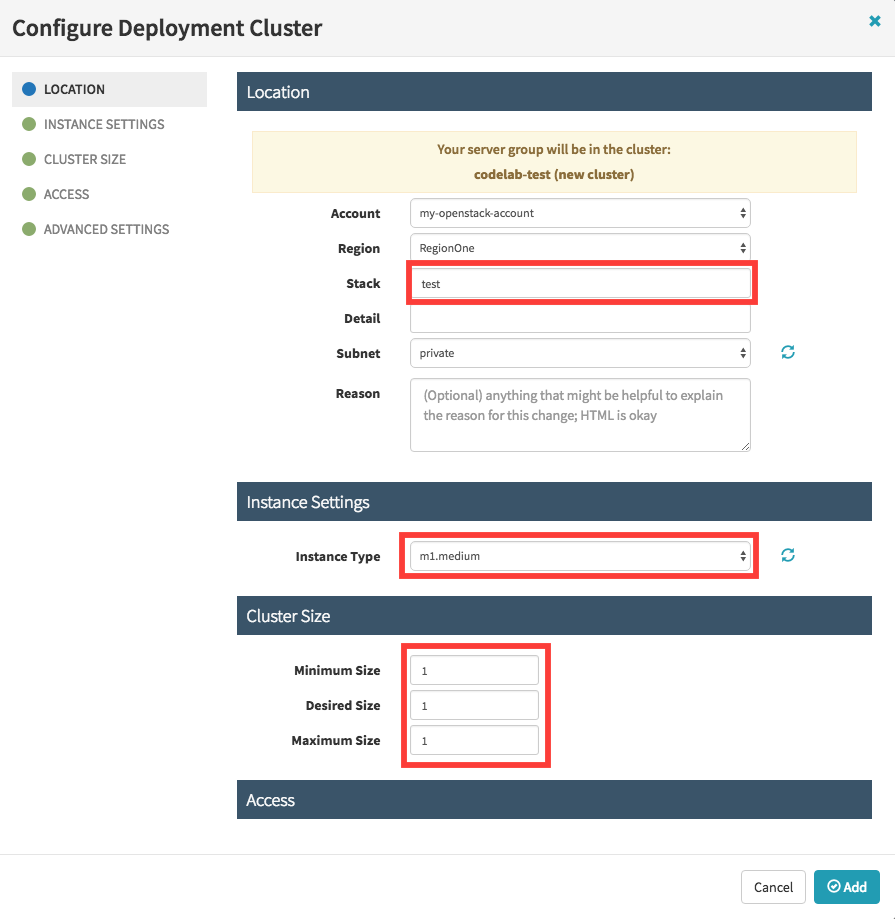 Configure Deployment Cluster
LOCATION
INSTANCE SETTINGS
CLUSTER SIZE
ACCESS
ADVANCED SETTINGS
Location
Your server group will be in the cluster:
codelab-test (new cluster)
Account my-openstack-account
Region RegionOne
Stack test
Detail
Subnet private
Reason (Optional) anything that might be helpful to explain
the reason for this change; HTML is okay
Instance Settings
Instance Type m1.medium
Cluster Size
Minimum Size 1
Desired Size 1
Maximum Size 1
Access
Cancel Add